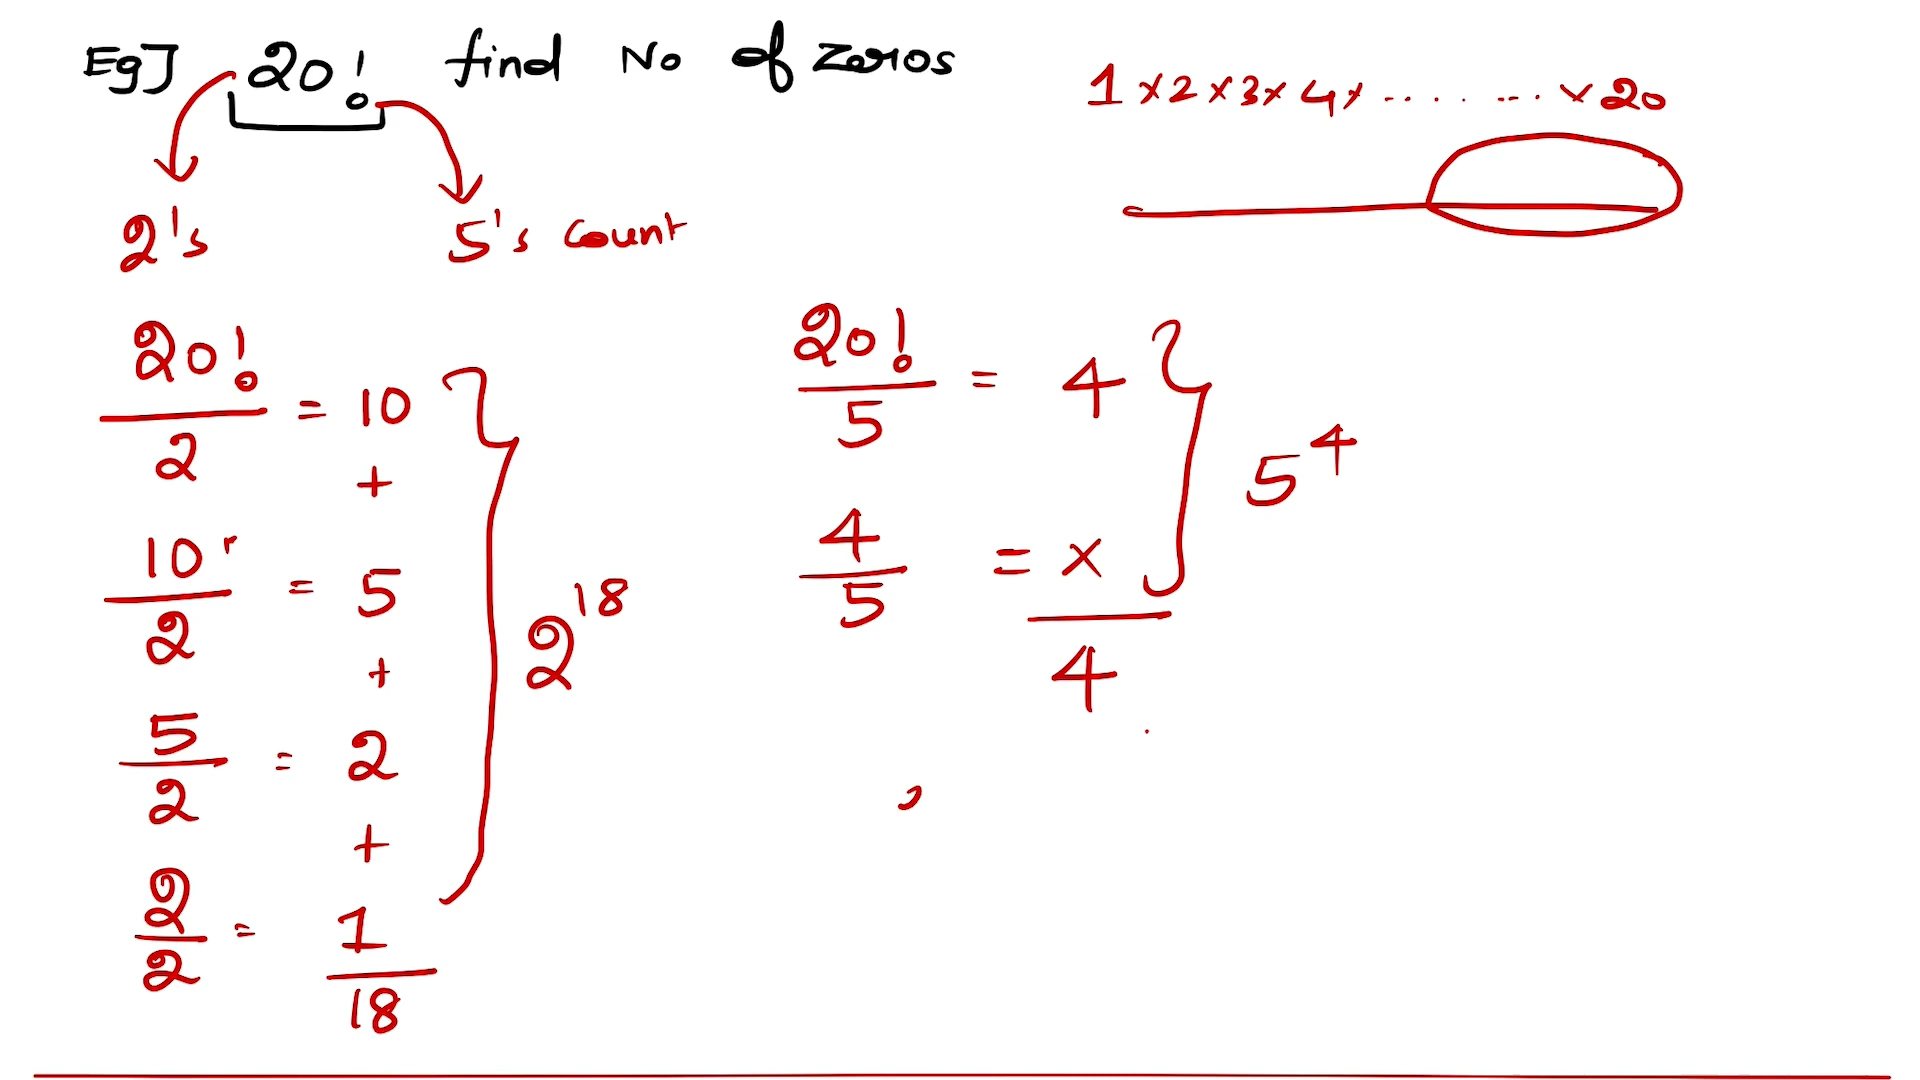 Eg] 20! find No of zeros
1 x 2 x 3 x 4 x ........ x 20
2's
5's count
20!/2 = 10
+
10/2 = 5
+
5/2 = 2
+
2/2 = 1
18
2^18
20!/5 = 4
4/5 = x
4
5^4